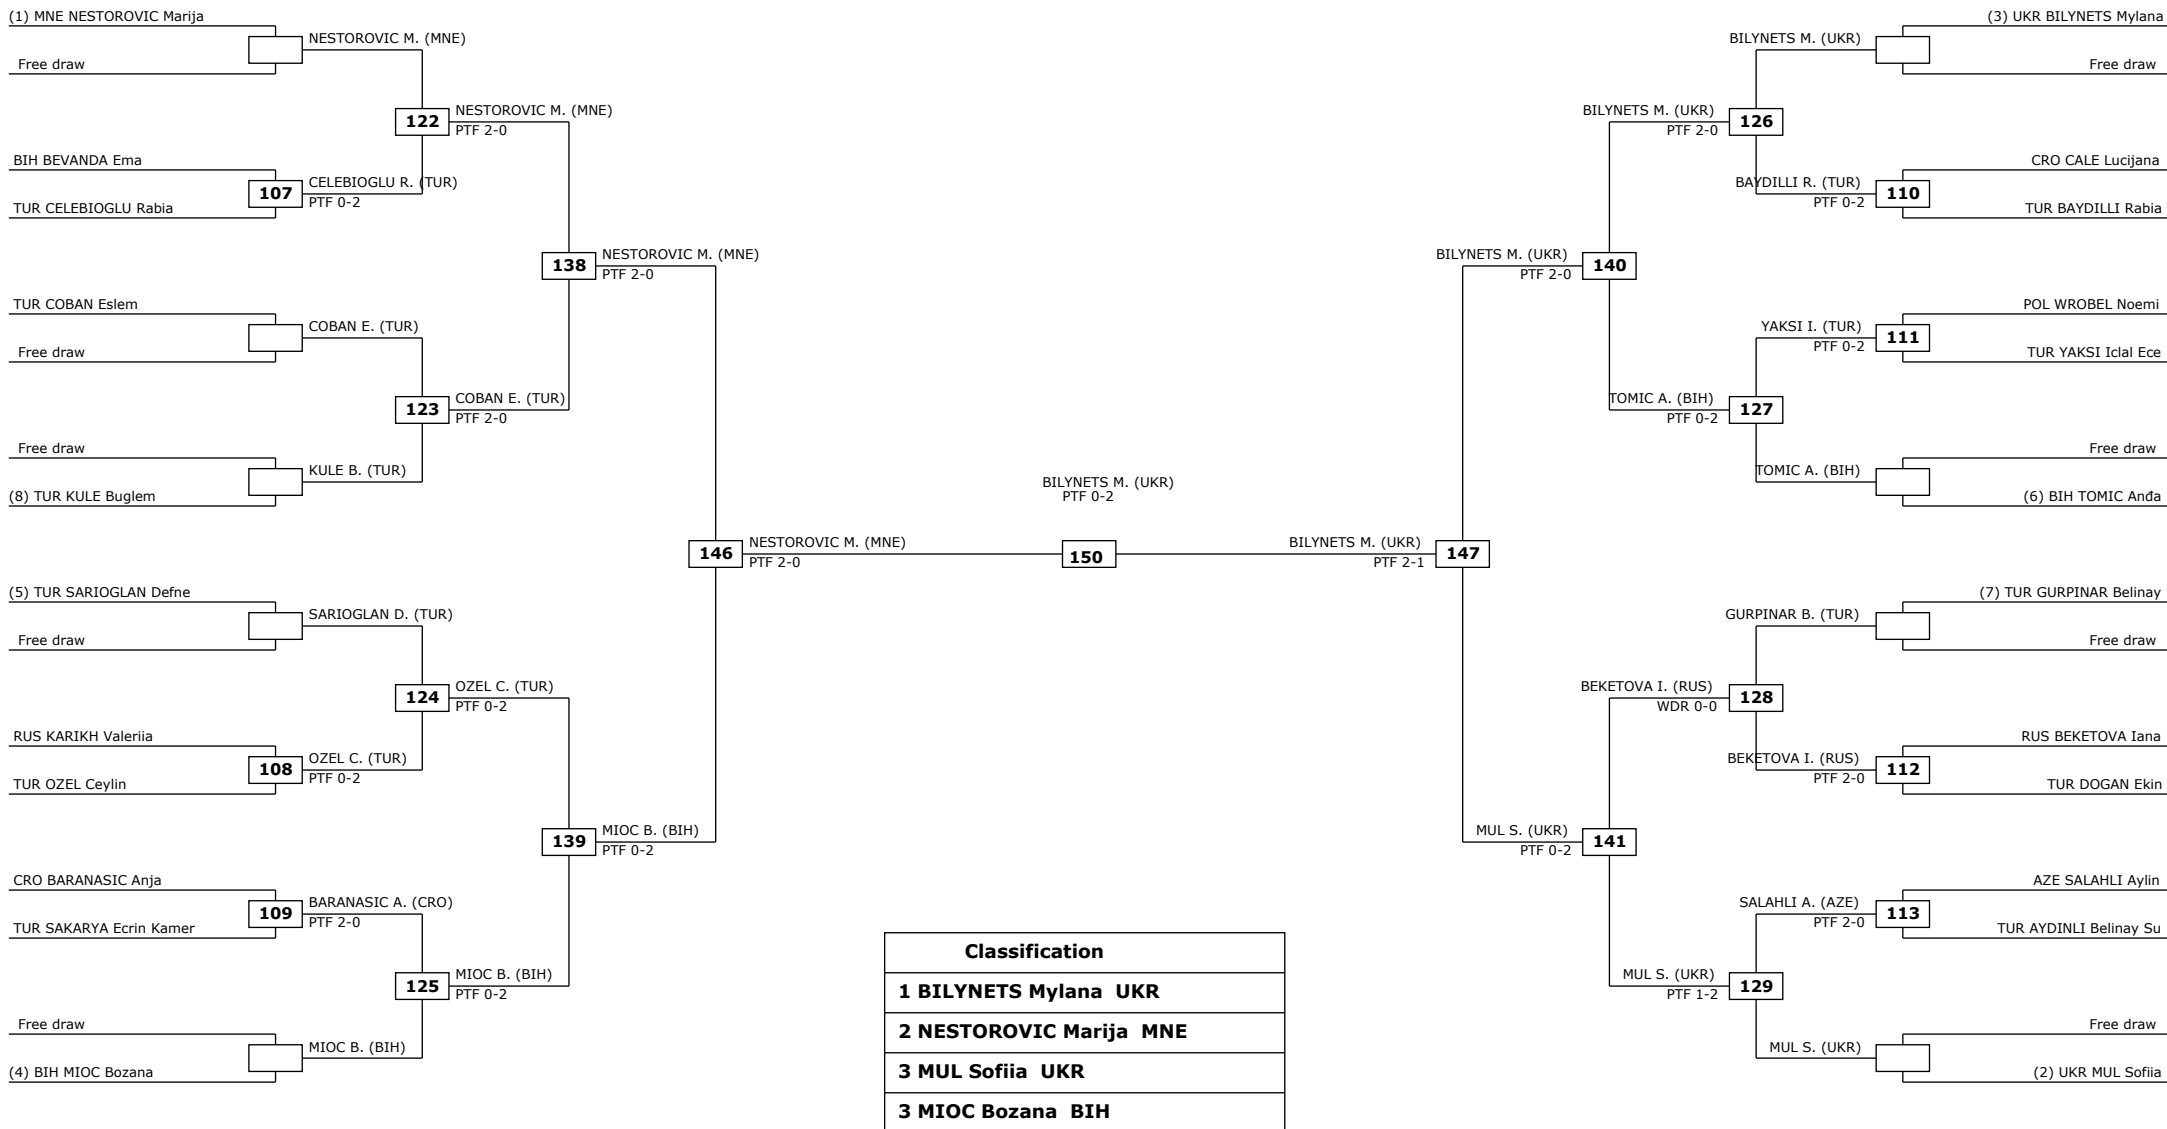 (1) MNE NESTOROVIC Marija
NESTOROVIC M. (MNE)
Free draw
NESTOROVIC M. (MNE)
122
PTF 2-0
BIH BEVANDA Ema
CELEBIOGLU R. (TUR)
107
PTF 0-2
TUR CELEBIOGLU Rabia
NESTOROVIC M. (MNE)
138
PTF 2-0
TUR COBAN Eslem
COBAN E. (TUR)
Free draw
COBAN E. (TUR)
123
PTF 2-0
Free draw
KULE B. (TUR)
(8) TUR KULE Buglem
NESTOROVIC M. (MNE)
146
PTF 2-0
(5) TUR SARIOGLAN Defne
SARIOGLAN D. (TUR)
Free draw
OZEL C. (TUR)
124
PTF 0-2
RUS KARIKH Valeriia
OZEL C. (TUR)
108
PTF 0-2
TUR OZEL Ceylin
MIOC B. (BIH)
139
PTF 0-2
CRO BARANASIC Anja
BARANASIC A. (CRO)
109
PTF 2-0
TUR SAKARYA Ecrin Kamer
MIOC B. (BIH)
125
PTF 0-2
Free draw
MIOC B. (BIH)
(4) BIH MIOC Bozana
BILYNETS M. (UKR)
PTF 0-2
150
(3) UKR BILYNETS Mylana
BILYNETS M. (UKR)
Free draw
BILYNETS M. (UKR)
126
PTF 2-0
CRO CALE Lucijana
BAYDILLI R. (TUR)
110
PTF 0-2
TUR BAYDILLI Rabia
BILYNETS M. (UKR)
140
PTF 2-0
POL WROBEL Noemi
YAKSI I. (TUR)
111
PTF 0-2
TUR YAKSI Iclal Ece
TOMIC A. (BIH)
127
PTF 0-2
Free draw
TOMIC A. (BIH)
(6) BIH TOMIC Anđa
BILYNETS M. (UKR)
147
PTF 2-1
(7) TUR GURPINAR Belinay
GURPINAR B. (TUR)
Free draw
BEKETOVA I. (RUS)
128
WDR 0-0
RUS BEKETOVA Iana
BEKETOVA I. (RUS)
112
PTF 2-0
TUR DOGAN Ekin
MUL S. (UKR)
141
PTF 0-2
AZE SALAHLI Aylin
SALAHLI A. (AZE)
113
PTF 2-0
TUR AYDINLI Belinay Su
MUL S. (UKR)
129
PTF 1-2
Free draw
MUL S. (UKR)
(2) UKR MUL Sofiia
Classification
1 BILYNETS Mylana UKR
2 NESTOROVIC Marija MNE
3 MUL Sofiia UKR
3 MIOC Bozana BIH